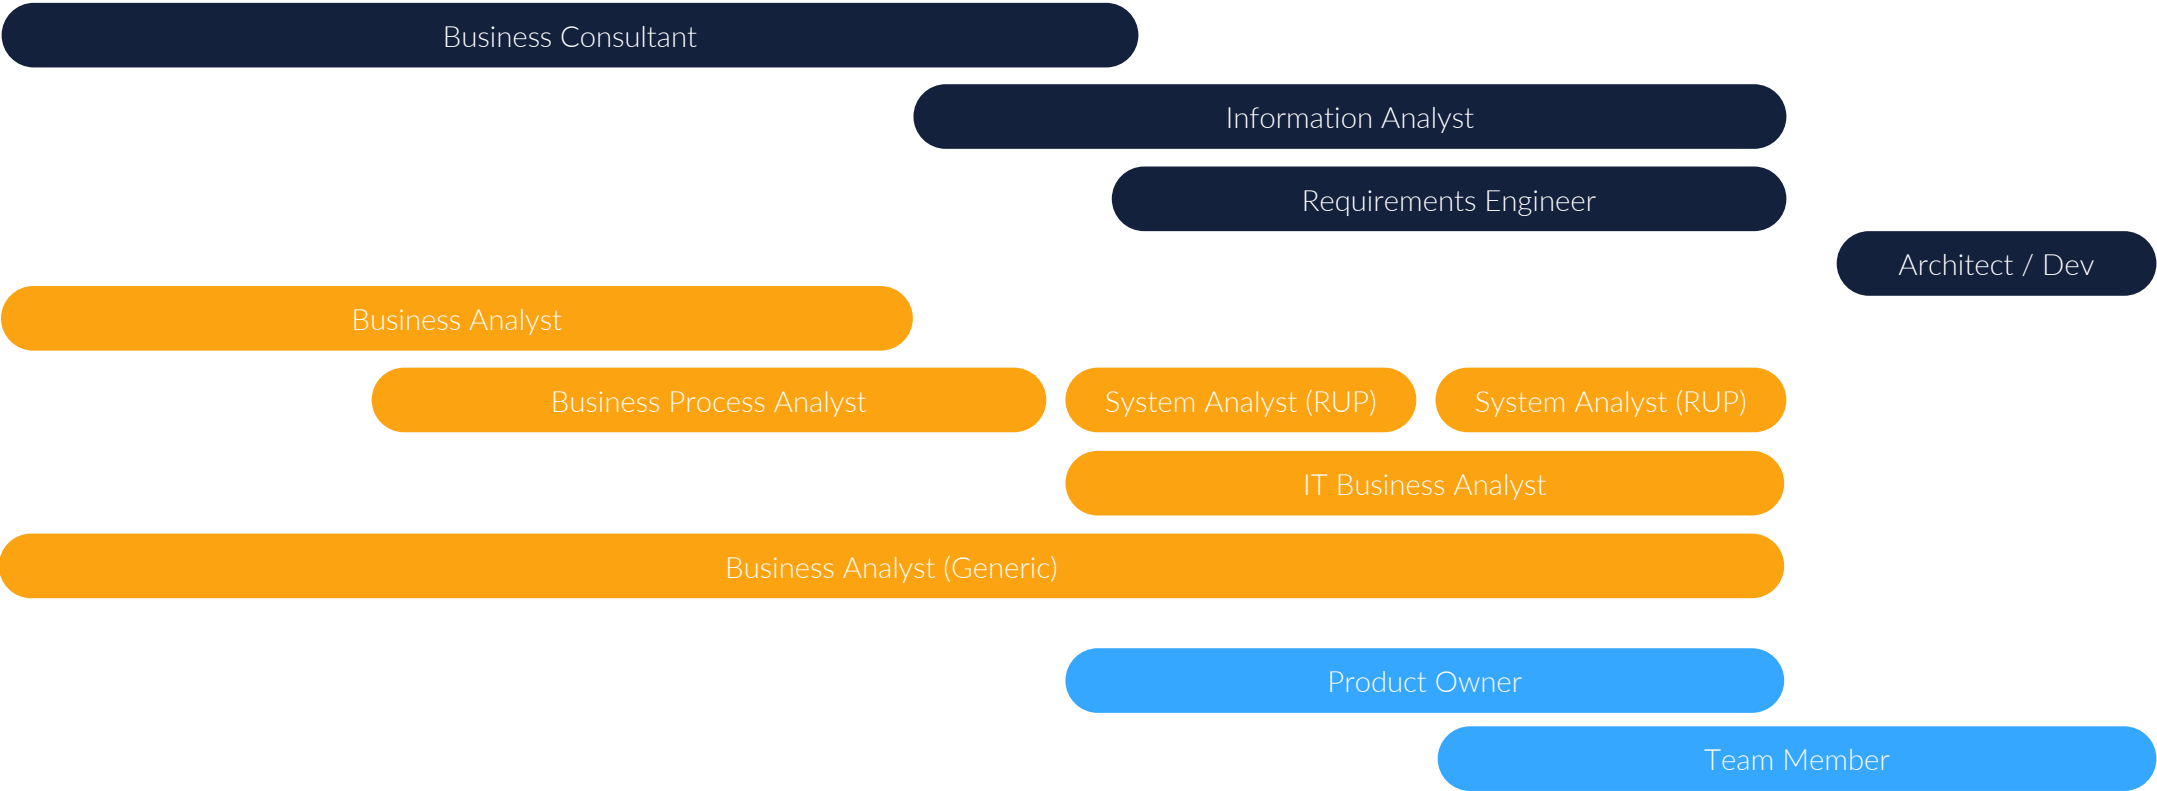 Business Consultant
Information Analyst
Requirements Engineer
Architect / Dev
Business Analyst
Business Process Analyst
System Analyst (RUP)
System Analyst (RUP)
IT Business Analyst
Business Analyst (Generic)
Product Owner
Team Member